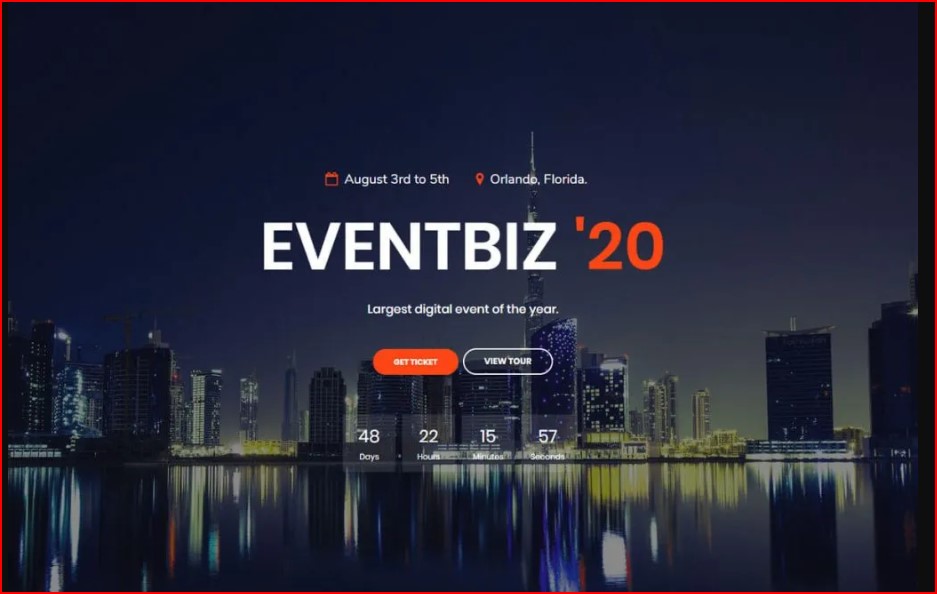 August 3rd to 5th Orlando, Florida.
EVENTBIZ '20
Largest digital event of the year.
GET TICKET VIEW TOUR
48 22 15 57
Days Hours Minutes Seconds